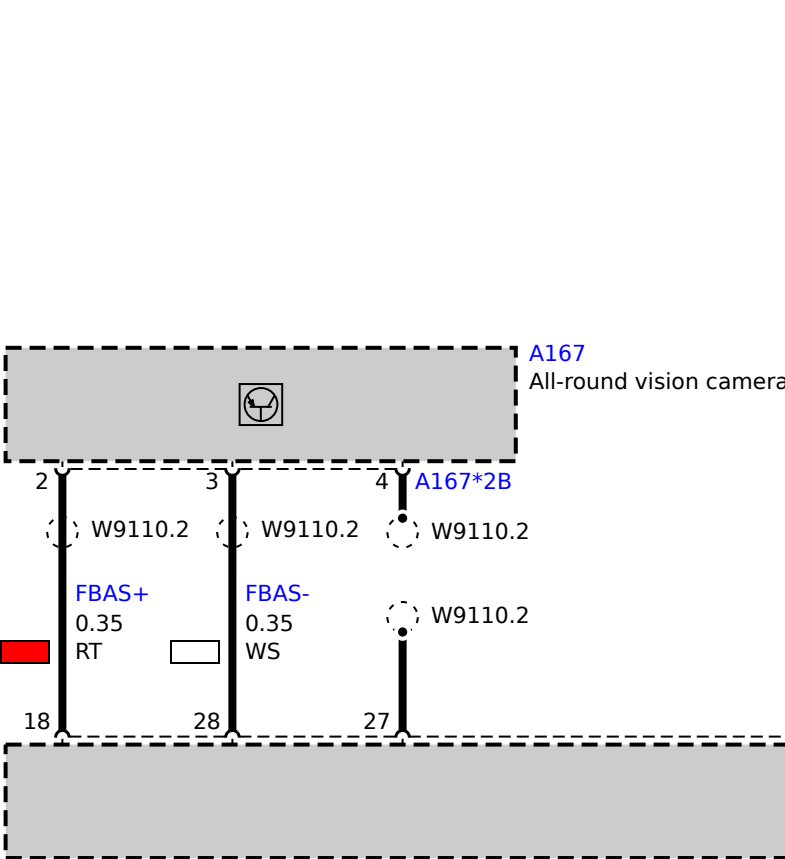 A167
All-round vision camera
2
3
4
A167*2B
W9110.2
W9110.2
W9110.2
W9110.2
FBAS+
0.35
RT
FBAS-
0.35
WS
18
28
27